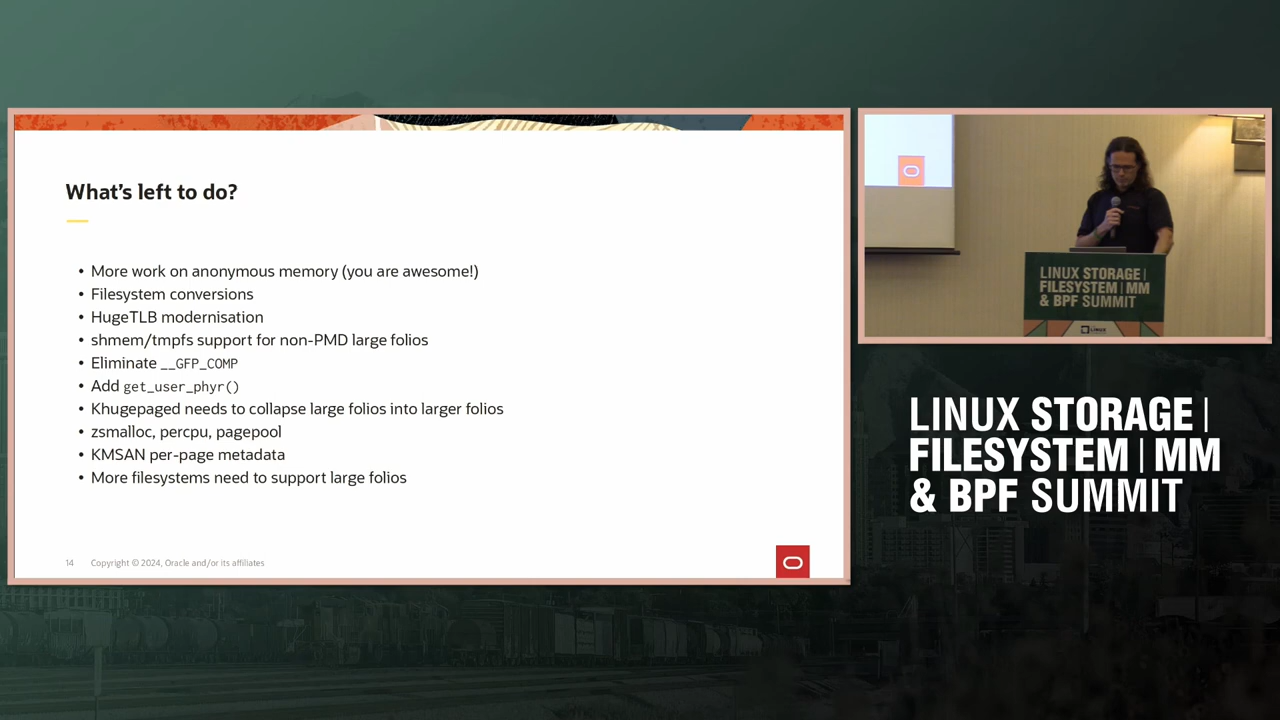 What's left to do?
• More work on anonymous memory (you are awesome!)
• Filesystem conversions
• HugeTLB modernisation
• shmem/tmpfs support for non-PMD large folios
• Eliminate __GFP_COMP
• Add get_user_phyr()
• Khugepaged needs to collapse large folios into larger folios
• zsmalloc, percpu, pagepool
• KMSAN per-page metadata
• More filesystems need to support large folios
14 Copyright © 2024, Oracle and/or its affiliates
LINUX STORAGE |
FILESYSTEM | MM
& BPF SUMMIT
LINUX
LINUX STORAGE |
FILESYSTEM | MM
& BPF SUMMIT